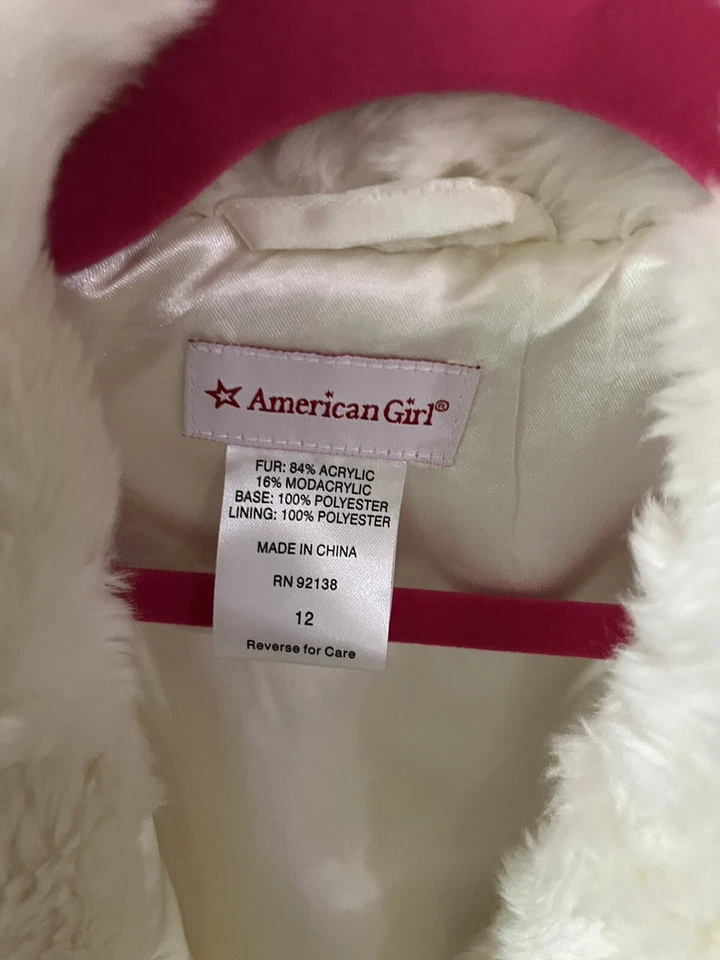 American Girl®
FUR: 84% ACRYLIC
16% MODACRYLIC
BASE: 100% POLYESTER
LINING: 100% POLYESTER
MADE IN CHINA
RN 92138
12
Reverse for Care